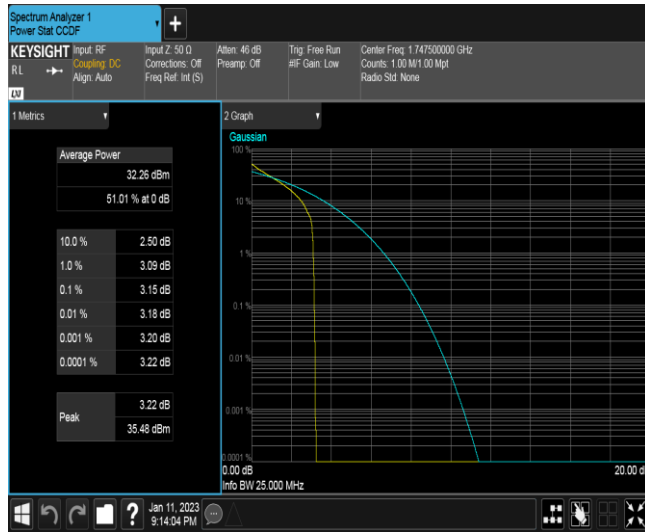 Spectrum Analyzer 1
Power Stat CCDF
+
KEYSIGHT Input: RF Input Z: 50 Ω Atten: 46 dB Trig: Free Run Center Freq: 1.747500000 GHz
RL Coupling: DC Corrections: Off Preamp: Off #IF Gain: Low Counts: 1.00 M/1.00 Mpt
Align: Auto Freq Ref: Int (S) Radio Std: None
LXI
1 Metrics 2 Graph
Gaussian
Average Power
32.26 dBm
51.01 % at 0 dB
10.0 % 2.50 dB
1.0 % 3.09 dB
0.1 % 3.15 dB
0.01 % 3.18 dB
0.001 % 3.20 dB
0.0001 % 3.22 dB
Peak 3.22 dB
35.48 dBm
100 %
10 %
1 %
0.1 %
0.01 %
0.001 %
0.0001 %
0.00 dB 20.00 d
Info BW 25.000 MHz
? Jan 11, 2023
9:14:04 PM